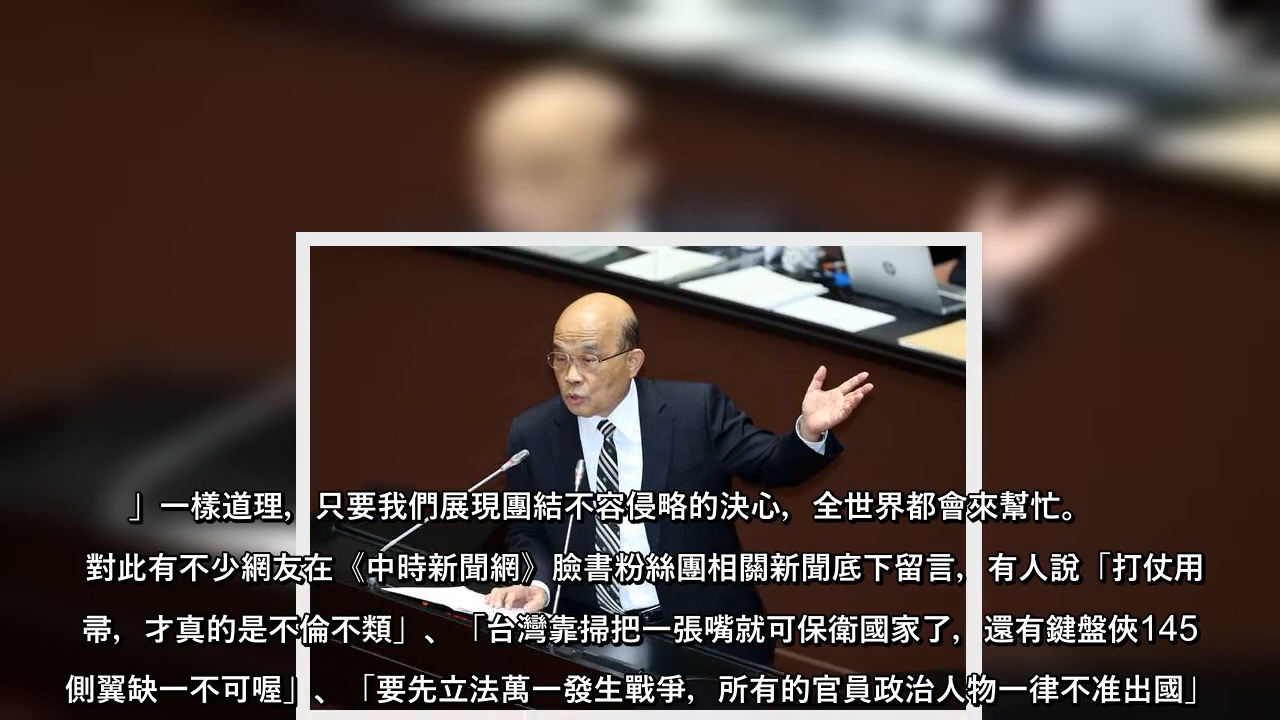 」一樣道理，只要我們展現團結不容侵略的決心，全世界都會來幫忙。
對此有不少網友在《中時新聞網》臉書粉絲團相關新聞底下留言，有人說「打仗用
帚，才真的是不倫不類」、「台灣靠掃把一張嘴就可保衛國家了，還有鍵盤俠145
側翼缺一不可喔」、「要先立法萬一發生戰爭，所有的官員政治人物一律不准出國」